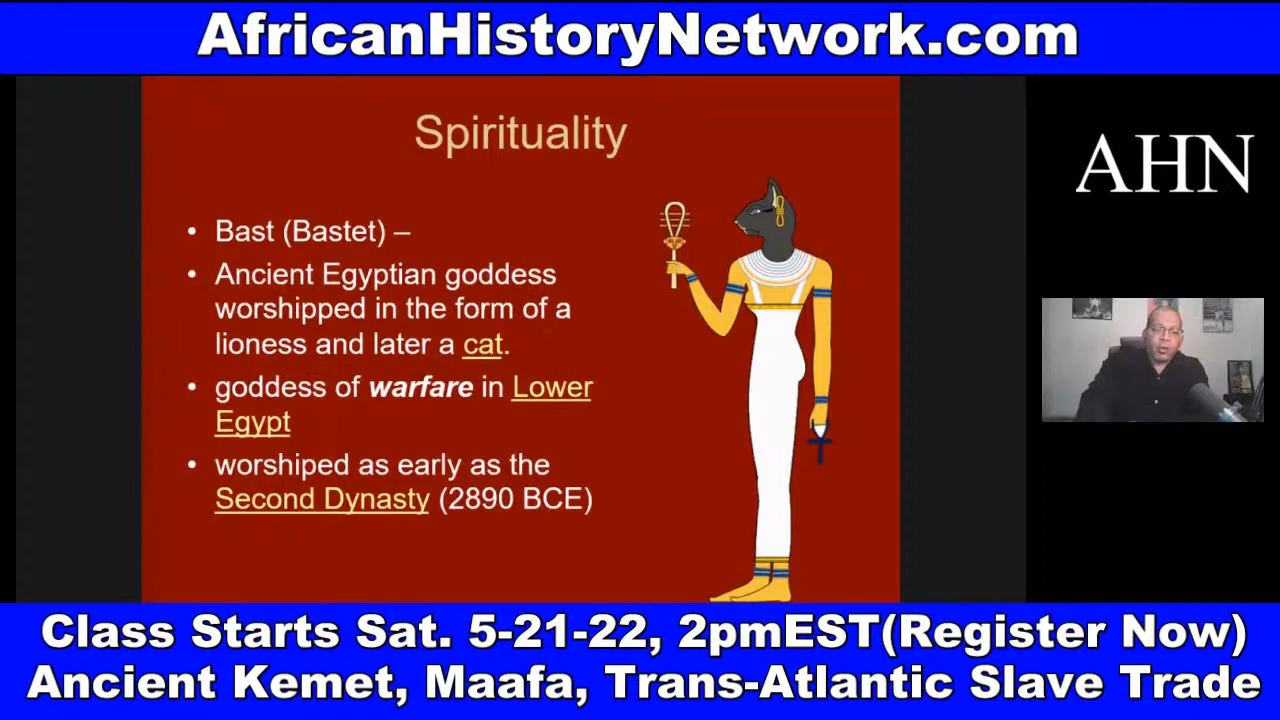 AfricanHistoryNetwork.com
Spirituality
• Bast (Bastet) –
• Ancient Egyptian goddess
worshipped in the form of a
lioness and later a cat.
• goddess of warfare in Lower
Egypt
• worshiped as early as the
Second Dynasty (2890 BCE)
AHN
Class Starts Sat. 5-21-22, 2pmEST(Register Now)
Ancient Kemet, Maafa, Trans-Atlantic Slave Trade